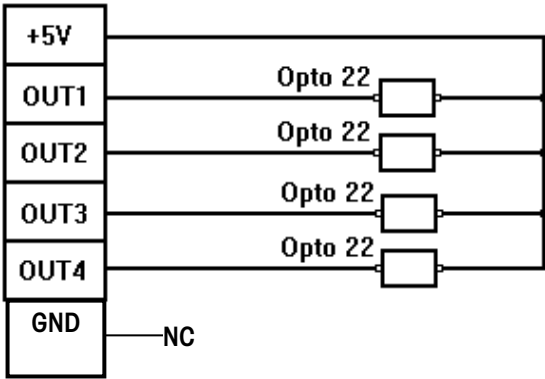 +5V
Opto 22
OUT1
Opto 22
OUT2
Opto 22
OUT3
Opto 22
OUT4
GND
NC